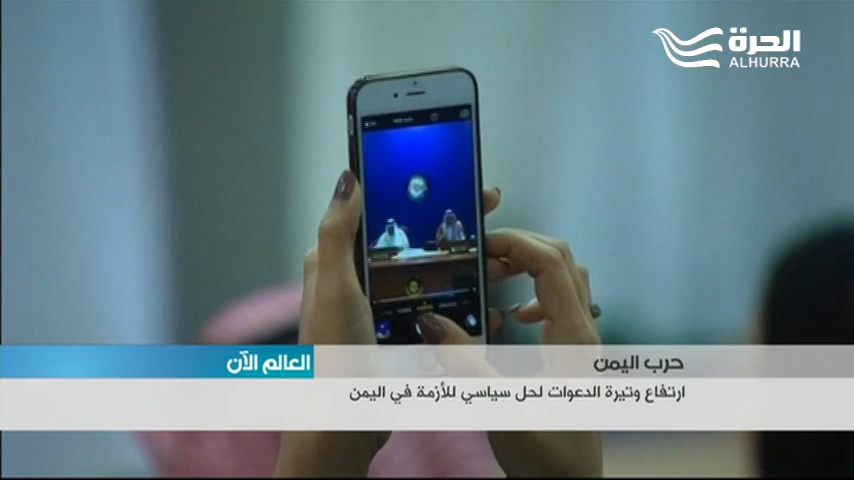 الحرة
ALHURRA
حرب اليمن
العالم الآن
ارتفاع وتيرة الدعوات لحل سياسي للأزمة في اليمن